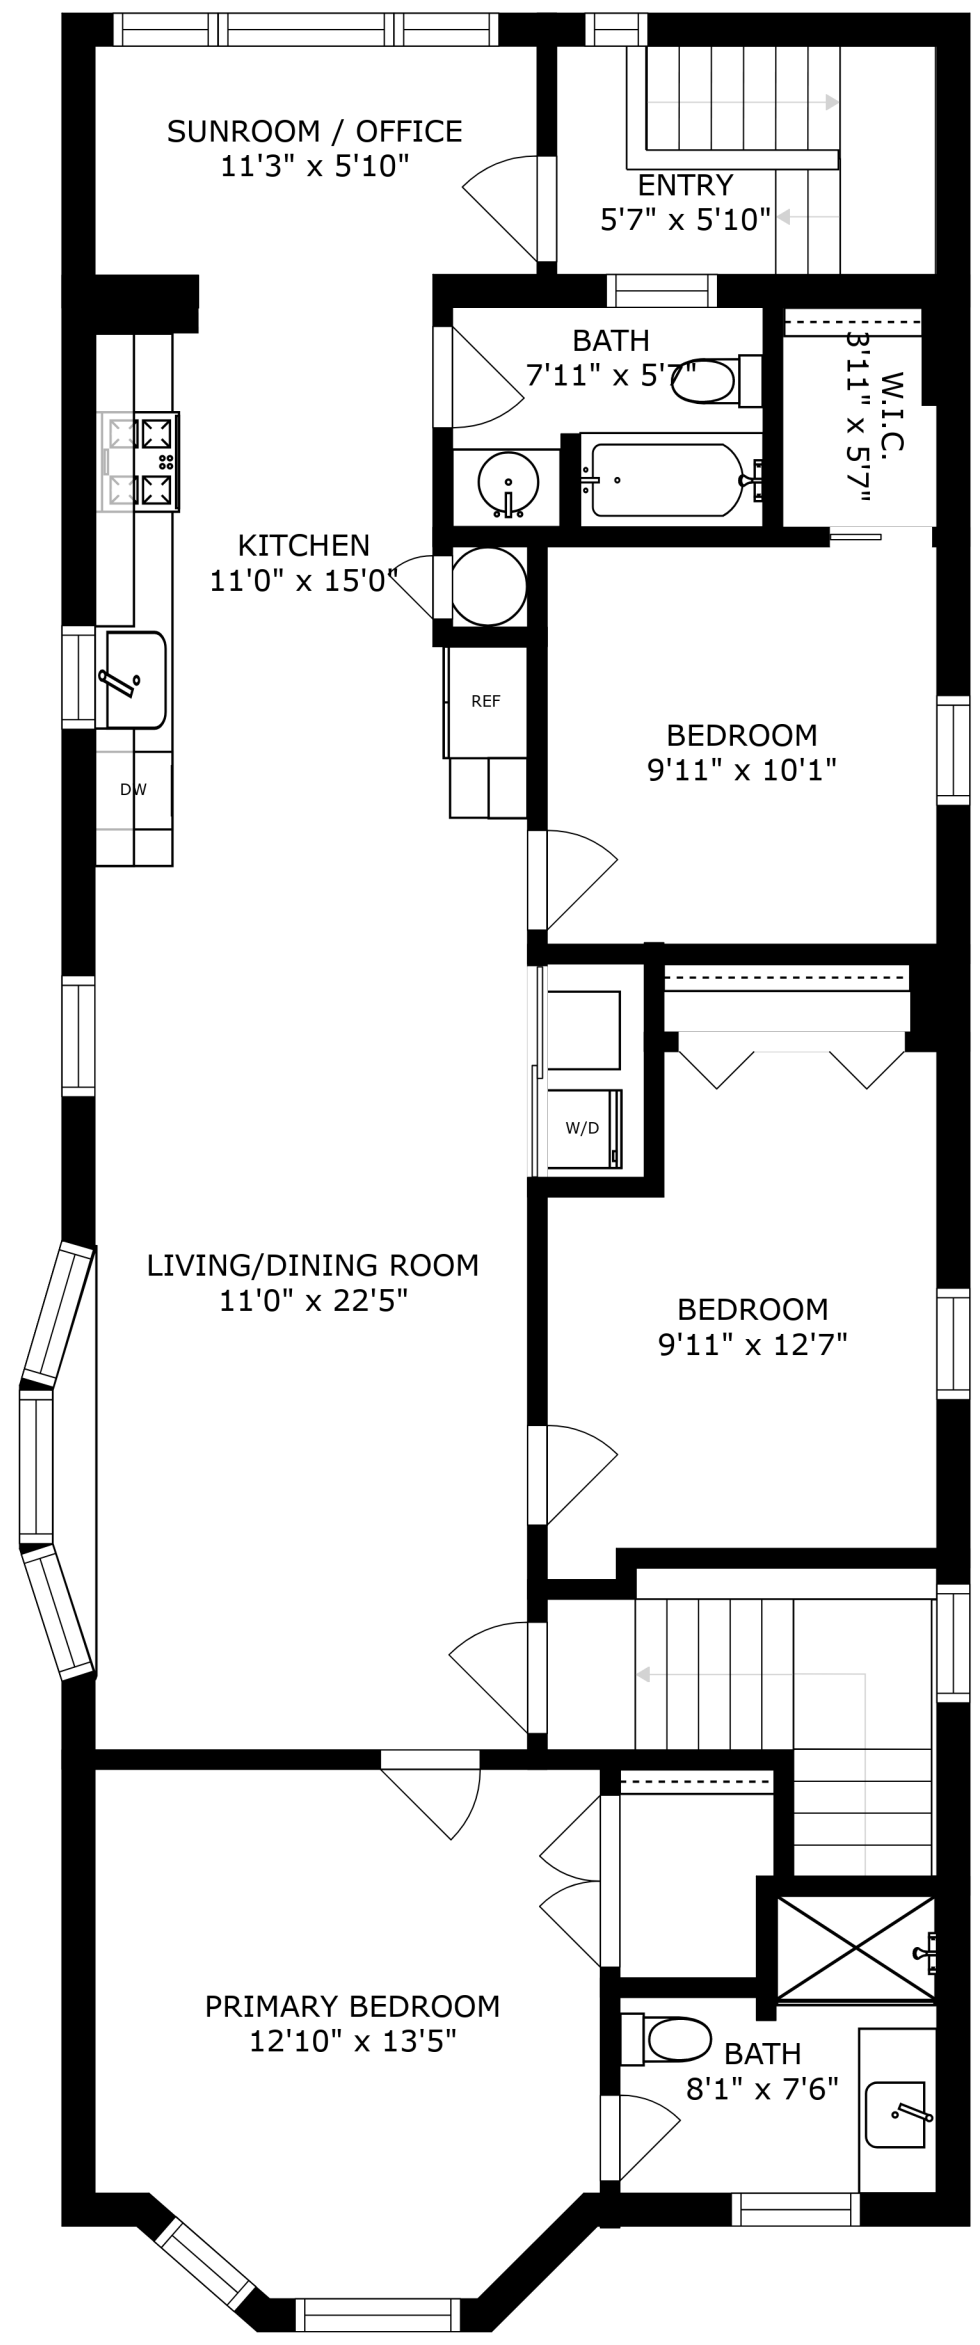 SUNROOM / OFFICE
11'3" x 5'10"
ENTRY
5'7" x 5'10"
BATH
7'11" x 5'7"
W.I.C.
3'11" x 5'7"
KITCHEN
11'0" x 15'0"
REF
BEDROOM
9'11" x 10'1"
DW
W/D
LIVING/DINING ROOM
11'0" x 22'5"
BEDROOM
9'11" x 12'7"
PRIMARY BEDROOM
12'10" x 13'5"
BATH
8'1" x 7'6"